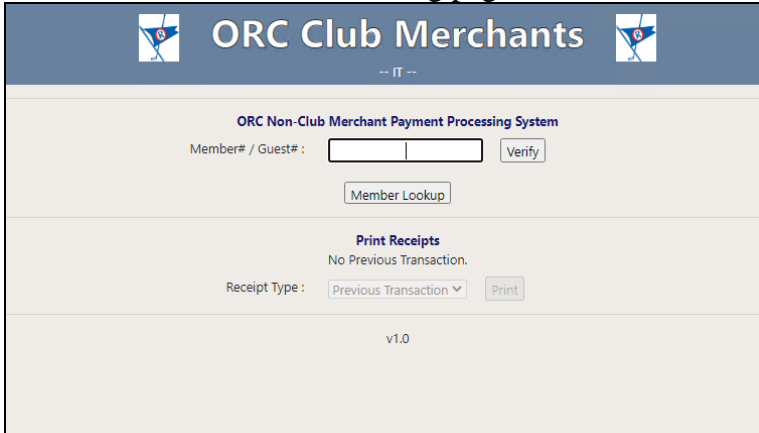 ORC Club Merchants
-- IT --
ORC Non-Club Merchant Payment Processing System
Member# / Guest# :
Verify
Member Lookup
Print Receipts
No Previous Transaction.
Receipt Type :
Previous Transaction
Print
v1.0